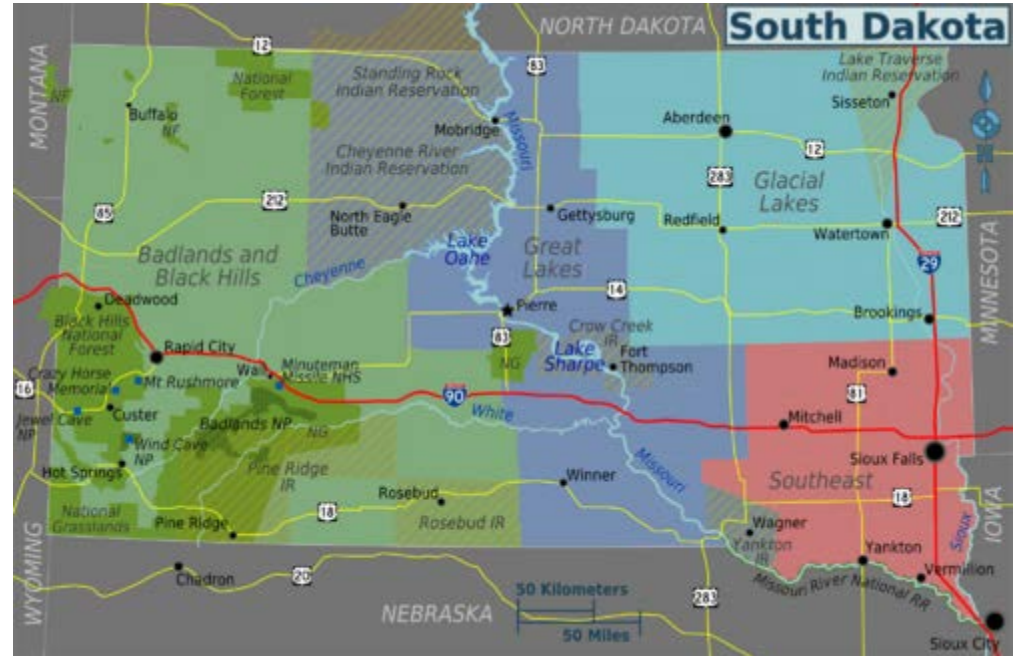 South Dakota
NORTH DAKOTA
MONTANA
12
83
National
Forest
NF
Buffalo
NF
Standing Rock
Indian Reservation
Mobridge
Missouri
Cheyenne River
Indian Reservation
Lake Traverse
Indian Reservation
Sisseton
Aberdeen
12
283
Glacial
Lakes
85
212
North Eagle
Butte
Gettysburg
Redfield
Watertown
212
Lake
Oahe
Great
Lakes
Badlands and
Black Hills
Cheyenne
29
MINNESOTA
14
Deadwood
Black Hills
National
Forest
Pierre
83
Crow Creek
IR
Brookings
Rapid City
Wall
Minuteman
Missile NHS
NG
Lake
Sharpe
Fort
Thompson
Madison
16
Crazy Horse
Memorial
Mt Rushmore
90
81
Jewel Cave
NP
Custer
Badlands NP
NG
White
Mitchell
Wind Cave
NP
Hot Springs
Pine Ridge
IR
Winner
Missouri
Sioux Falls
Southeast
18
Rosebud
Rosebud IR
18
National
Grasslands
Pine Ridge
Wagner
Yankton
IR
Yankton
Vermillion
Sioux
IOWA
WYOMING
Chadron
20
NEBRASKA
50 Kilometers
50 Miles
283
Missouri River National RR
Sioux City